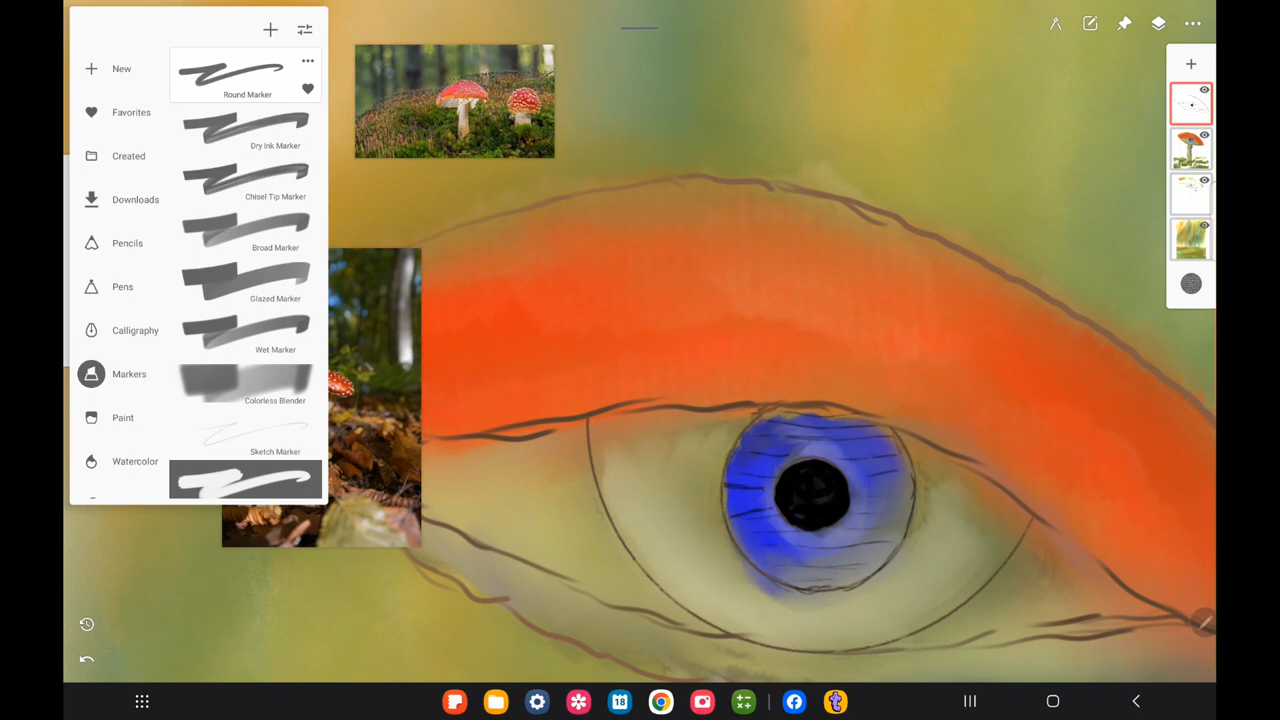 New
Favorites
Created
Downloads
Pencils
Pens
Calligraphy
Markers
Paint
Watercolor
Round Marker
Dry Ink Marker
Chisel Tip Marker
Broad Marker
Glazed Marker
Wet Marker
Colorless Blender
Sketch Marker
18